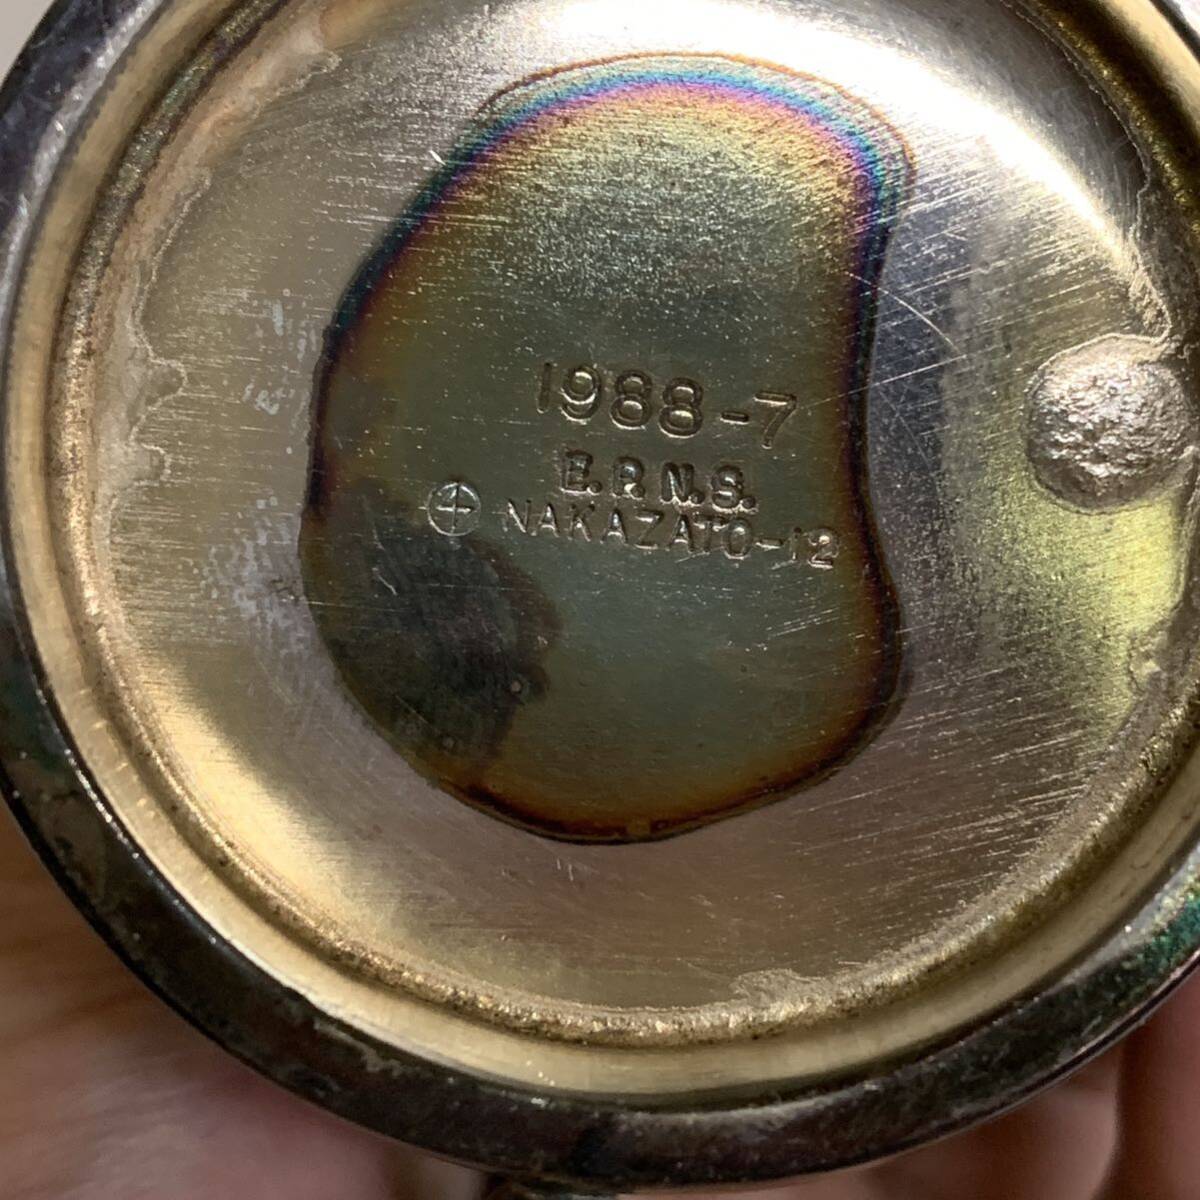 1988-7
E.P.N.S.
NAKAZATO-12